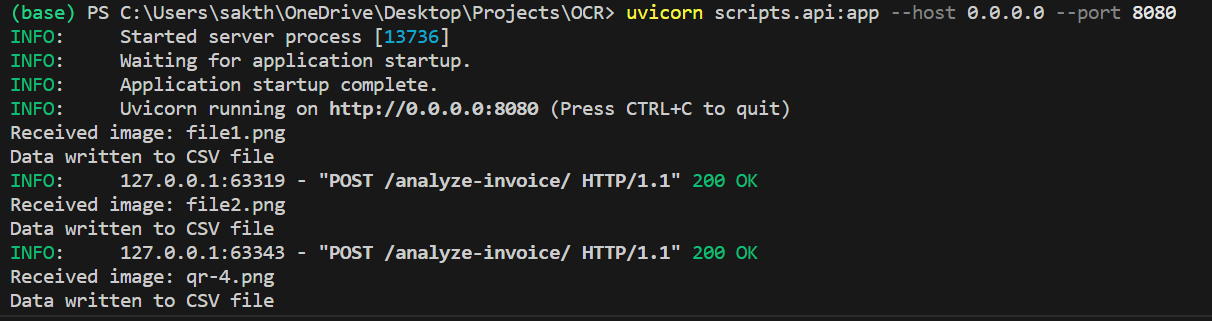 (base) PS C:\Users\sakth\OneDrive\Desktop\Projects\OCR> uvicorn scripts.api:app --host 0.0.0.0 --port 8080
INFO:     Started server process [13736]
INFO:     Waiting for application startup.
INFO:     Application startup complete.
INFO:     Uvicorn running on http://0.0.0.0:8080 (Press CTRL+C to quit)
Received image: file1.png
Data written to CSV file
INFO:     127.0.0.1:63319 - "POST /analyze-invoice/ HTTP/1.1" 200 OK
Received image: file2.png
Data written to CSV file
INFO:     127.0.0.1:63343 - "POST /analyze-invoice/ HTTP/1.1" 200 OK
Received image: qr-4.png
Data written to CSV file